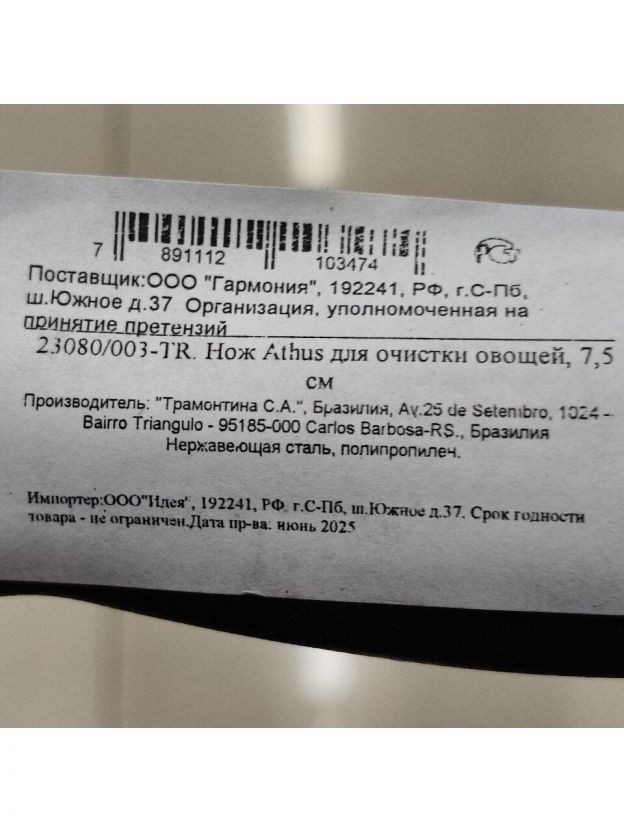 7 891112 103474
РСТ
Поставщик:ООО "Гармония", 192241, РФ, г.С-Пб,
ш.Южное д.37 Организация, уполномоченная на
принятие претензий
23080/003-TR. Нож Athus для очистки овощей, 7,5
см
Производитель: "Трамонтина С.А.", Бразилия, Av.25 de Setembro, 1024 -
Bairro Triangulo - 95185-000 Carlos Barbosa-RS., Бразилия
Нержавеющая сталь, полипропилен.
Импортер:ООО"Идея", 192241, РФ, г.С-Пб, ш.Южное д.37. Срок годности
товара - не ограничен.Дата пр-ва: июнь 2025